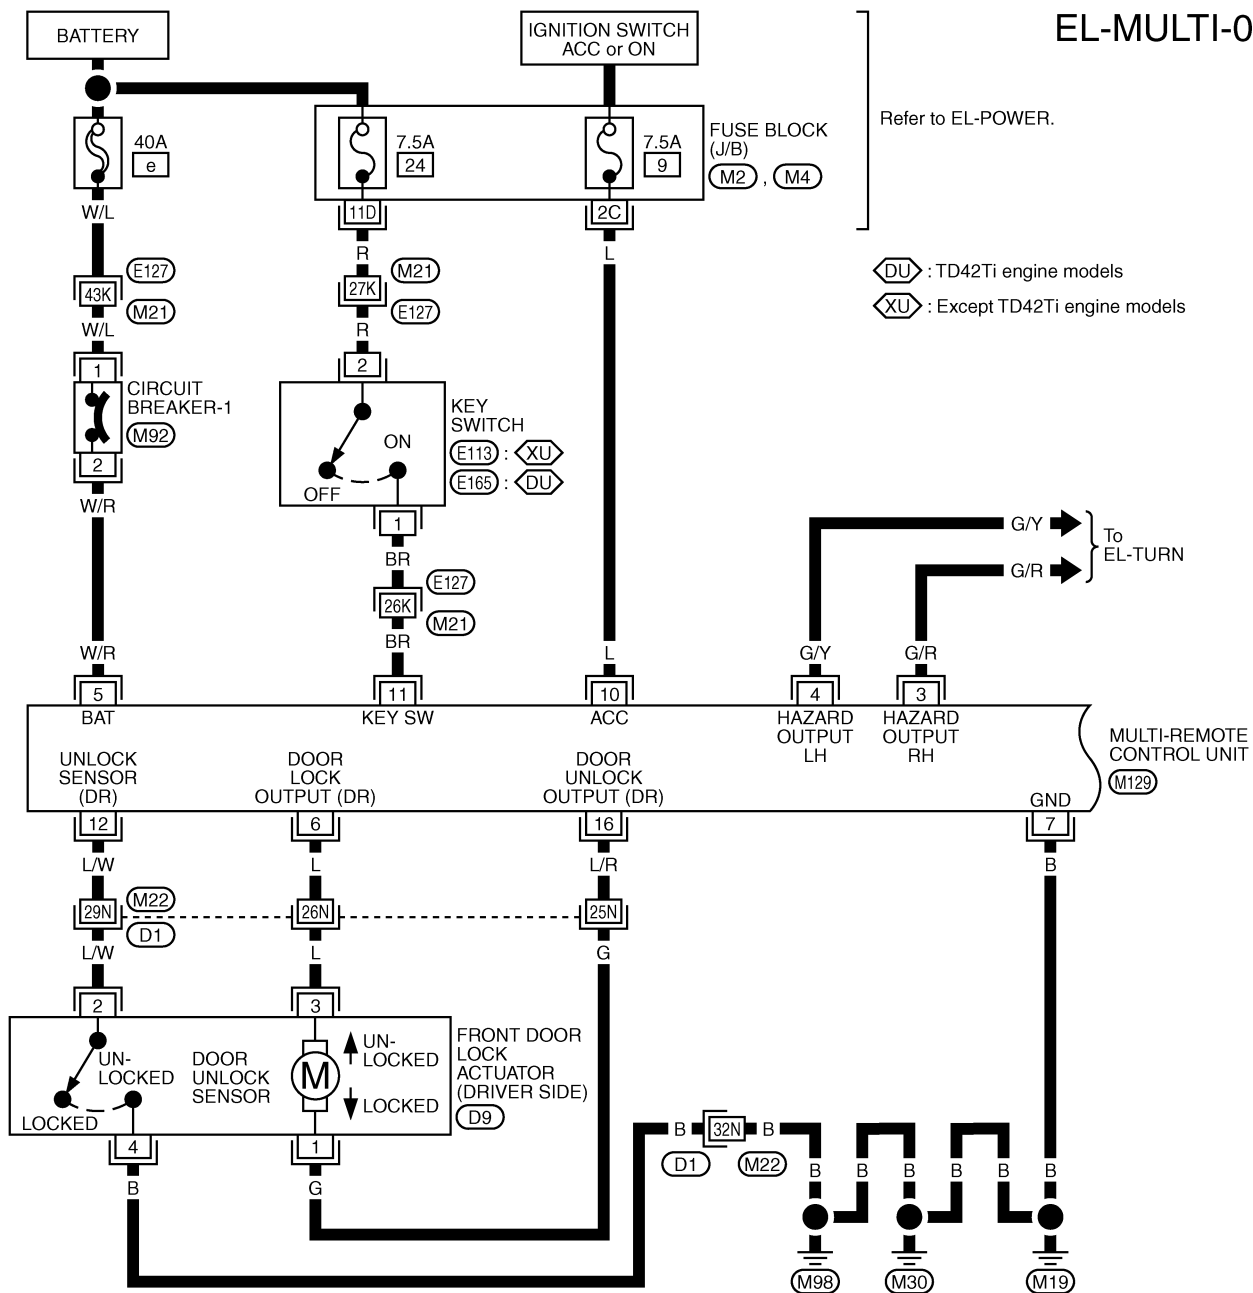 EL-MULTI-0
BATTERY
IGNITION SWITCH
ACC or ON
Refer to EL-POWER.
40A
e
7.5A
24
7.5A
9
FUSE BLOCK
(J/B)
M2 , M4
W/L
11D
2C
R
L
DU : TD42Ti engine models
XU : Except TD42Ti engine models
E127
43K
M21
W/L
M21
27K
E127
R
1
2
CIRCUIT
BREAKER-1
M92
2
W/R
ON
OFF
KEY
SWITCH
E113 : XU
E165 : DU
1
BR
E127
26K
M21
BR
G/Y
G/R
To
EL-TURN
W/R
L
G/Y
G/R
5
11
10
4
3
BAT
KEY SW
ACC
HAZARD
OUTPUT
LH
HAZARD
OUTPUT
RH
MULTI-REMOTE
CONTROL UNIT
M129
UNLOCK
SENSOR
(DR)
DOOR
LOCK
OUTPUT (DR)
DOOR
UNLOCK
OUTPUT (DR)
GND
12
6
16
7
L/W
L
L/R
B
29N
M22
D1
26N
25N
L/W
L
G
2
3
UN-
LOCKED
LOCKED
DOOR
UNLOCK
SENSOR
M
UN-
LOCKED
LOCKED
FRONT DOOR
LOCK
ACTUATOR
(DRIVER SIDE)
D9
4
1
B
G
B
32N
B
D1
M22
B
B
B
B
B
B
M98
M30
M19